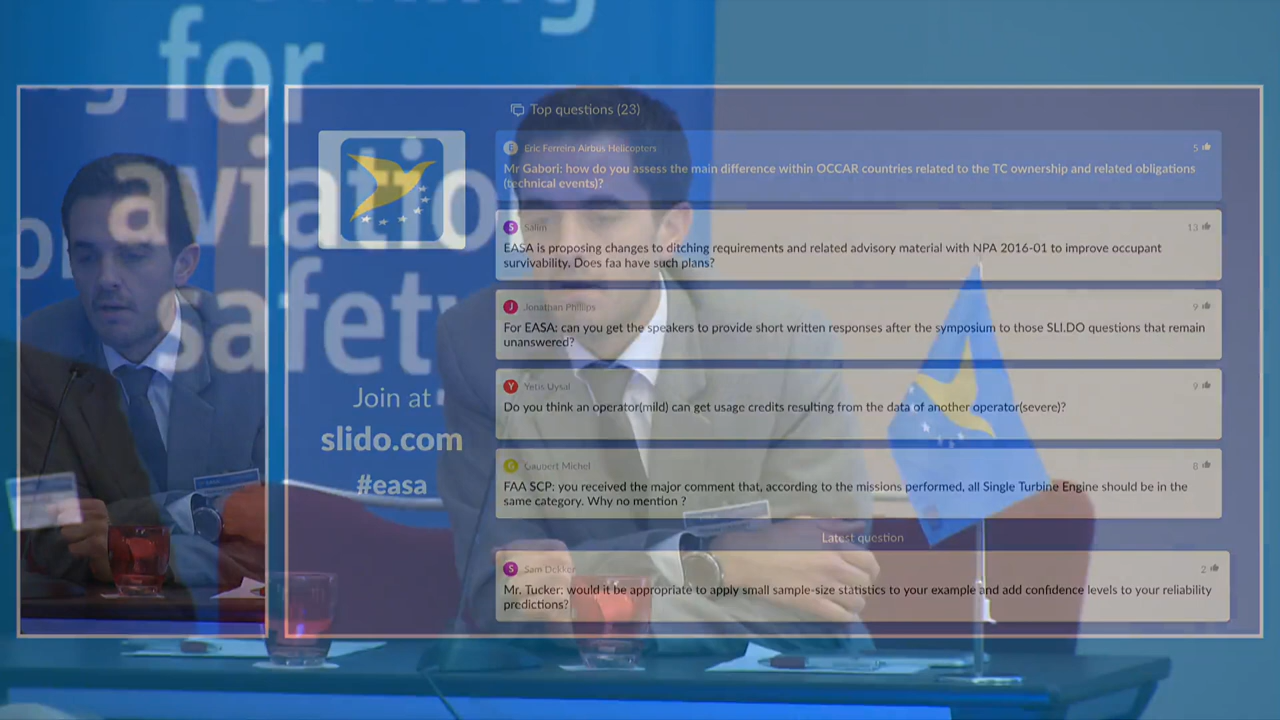 for
aviatio
safety
Top questions (23)
E
Eric Ferreira Airbus Helicopters
5
Mr Gabori: how do you assess the main difference within OCCAR countries related to the TC ownership and related obligations
(technical events)?
S
Salim
13
EASA is proposing changes to ditching requirements and related advisory material with NPA 2016-01 to improve occupant
survivability. Does faa have such plans?
J
Jonathan Phillips
9
For EASA: can you get the speakers to provide short written responses after the symposium to those SLI.DO questions that remain
unanswered?
Y
Yetis Uysal
9
Do you think an operator(mild) can get usage credits resulting from the data of another operator(severe)?
G
Gaubert Michel
8
FAA SCP: you received the major comment that, according to the missions performed, all Single Turbine Engine should be in the
same category. Why no mention ?
Latest question
S
Sam Dekker
2
Mr. Tucker: would it be appropriate to apply small sample-size statistics to your example and add confidence levels to your reliability
predictions?
Join at
slido.com
#easa